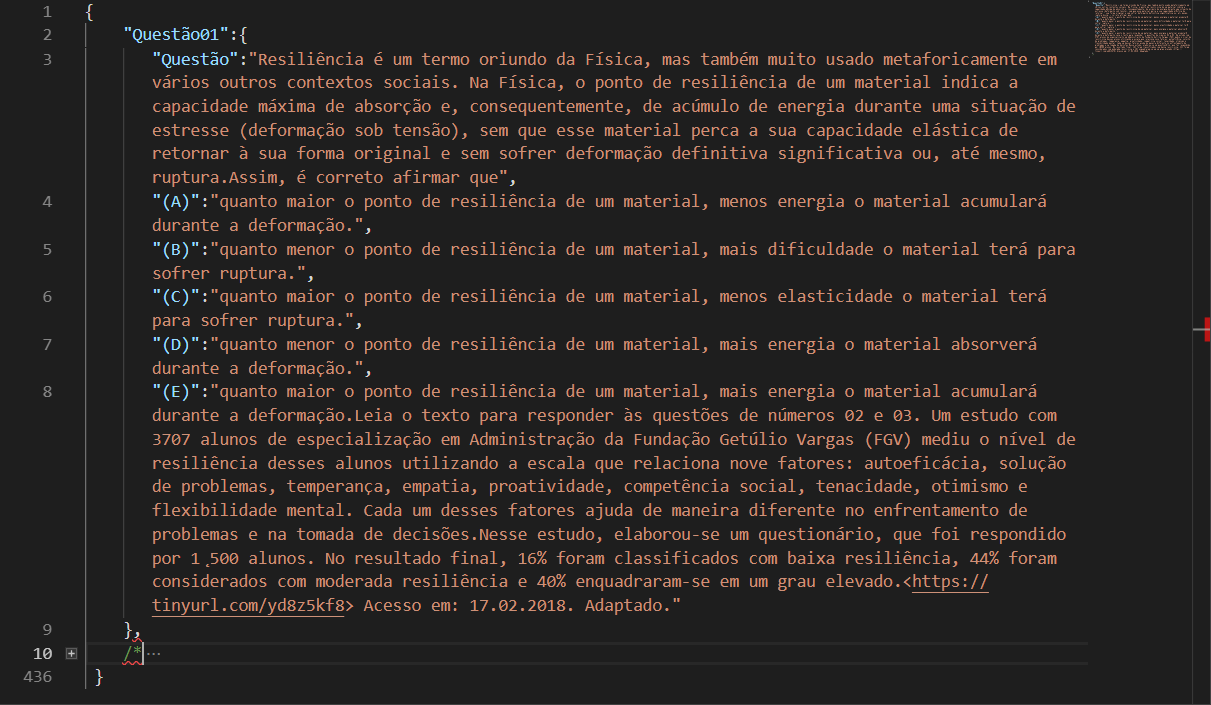 1 {
2 "Questão01":{
3 "Questão":"Resiliência é um termo oriundo da Física, mas também muito usado metaforicamente em
vários outros contextos sociais. Na Física, o ponto de resiliência de um material indica a
capacidade máxima de absorção e, consequentemente, de acúmulo de energia durante uma situação de
estresse (deformação sob tensão), sem que esse material perca a sua capacidade elástica de
retornar à sua forma original e sem sofrer deformação definitiva significativa ou, até mesmo,
ruptura.Assim, é correto afirmar que",
4 "(A)":"quanto maior o ponto de resiliência de um material, menos energia o material acumulará
durante a deformação.",
5 "(B)":"quanto menor o ponto de resiliência de um material, mais dificuldade o material terá para
sofrer ruptura.",
6 "(C)":"quanto maior o ponto de resiliência de um material, menos elasticidade o material terá
para sofrer ruptura.",
7 "(D)":"quanto menor o ponto de resiliência de um material, mais energia o material absorverá
durante a deformação.",
8 "(E)":"quanto maior o ponto de resiliência de um material, mais energia o material acumulará
durante a deformação.Leia o texto para responder às questões de números 02 e 03. Um estudo com
3707 alunos de especialização em Administração da Fundação Getúlio Vargas (FGV) mediu o nível de
resiliência desses alunos utilizando a escala que relaciona nove fatores: autoeficácia, solução
de problemas, temperança, empatia, proatividade, competência social, tenacidade, otimismo e
flexibilidade mental. Cada um desses fatores ajuda de maneira diferente no enfrentamento de
problemas e na tomada de decisões.Nesse estudo, elaborou-se um questionário, que foi respondido
por 1 ̧500 alunos. No resultado final, 16% foram classificados com baixa resiliência, 44% foram
considerados com moderada resiliência e 40% enquadraram-se em um grau elevado.<https://
tinyurl.com/yd8z5kf8> Acesso em: 17.02.2018. Adaptado."
9 },
10 /*⋯
436 }